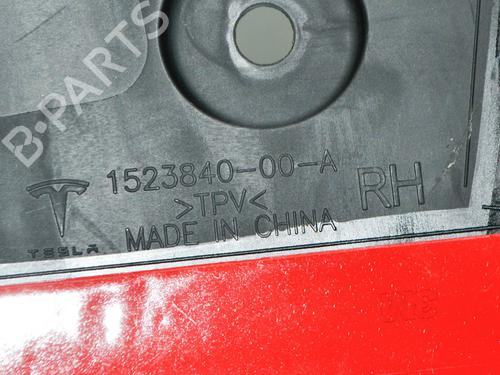 B-PARTS
1523840-00-A
>TPV<
RH
MADE IN CHINA
TESLA